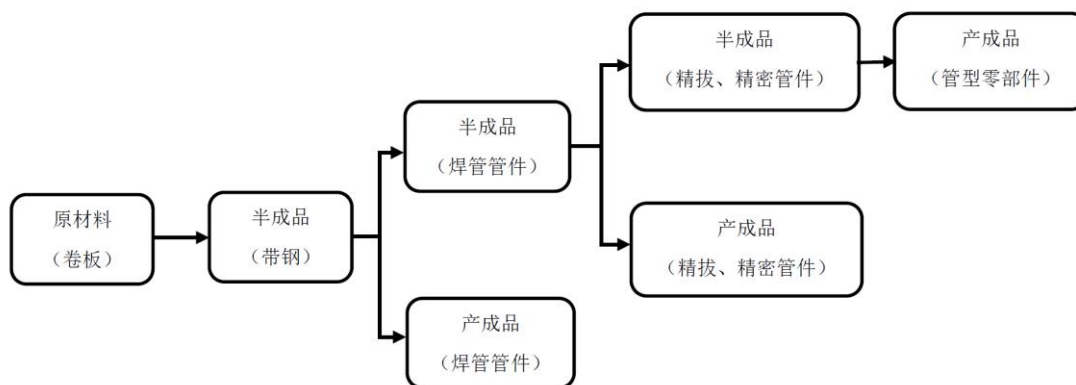 半成品
（精拔、精密管件）
产成品
（管型零部件）
半成品
（焊管管件）
原材料
（卷板）
半成品
（带钢）
产成品
（精拔、精密管件）
产成品
（焊管管件）